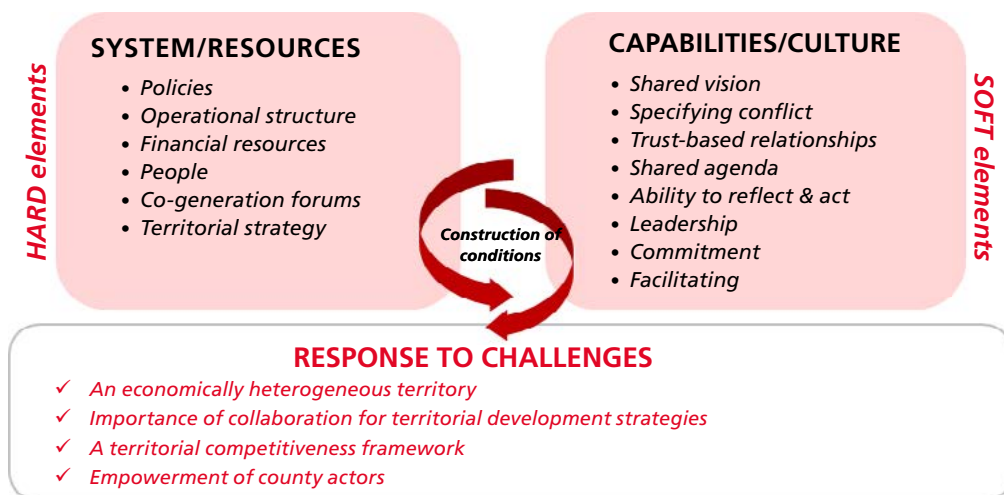 HARD elements
SYSTEM/RESOURCES
• Policies
• Operational structure
• Financial resources
• People
• Co-generation forums
• Territorial strategy
CAPABILITIES/CULTURE
• Shared vision
• Specifying conflict
• Trust-based relationships
• Shared agenda
• Ability to reflect & act
• Leadership
• Commitment
• Facilitating
SOFT elements
Construction of
conditions
RESPONSE TO CHALLENGES
✓ An economically heterogeneous territory
✓ Importance of collaboration for territorial development strategies
✓ A territorial competitiveness framework
✓ Empowerment of county actors